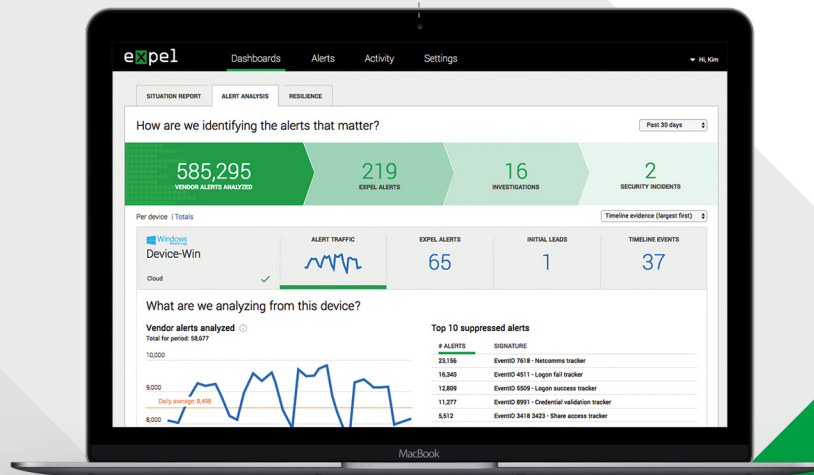 expel
Dashboards Alerts Activity Settings Hi, Kim
SITUATION REPORT ALERT ANALYSIS RESILIENCE
How are we identifying the alerts that matter? Past 30 days
585,295 219 16 2
VENDOR ALERTS ANALYZED EXPEL ALERTS INVESTIGATIONS SECURITY INCIDENTS
Per device | Totals Timeline evidence (largest first)
Windows ALERT TRAFFIC EXPEL ALERTS INITIAL LEADS TIMELINE EVENTS
Device-Win 65 1 37
Cloud
What are we analyzing from this device?
Vendor alerts analyzed Top 10 suppressed alerts
Total for period: 58,677
# ALERTS SIGNATURE
10,000
23,156 EventID 7618 - Netcomms tracker
16,340 EventID 4511 - Logon fail tracker
9,000
12,809 EventID 5509 - Logon success tracker
Daily average: 8,498
11,277 EventID 8991 - Credential validation tracker
8,000
5,512 EventID 3418 3423 - Share access tracker
MacBook